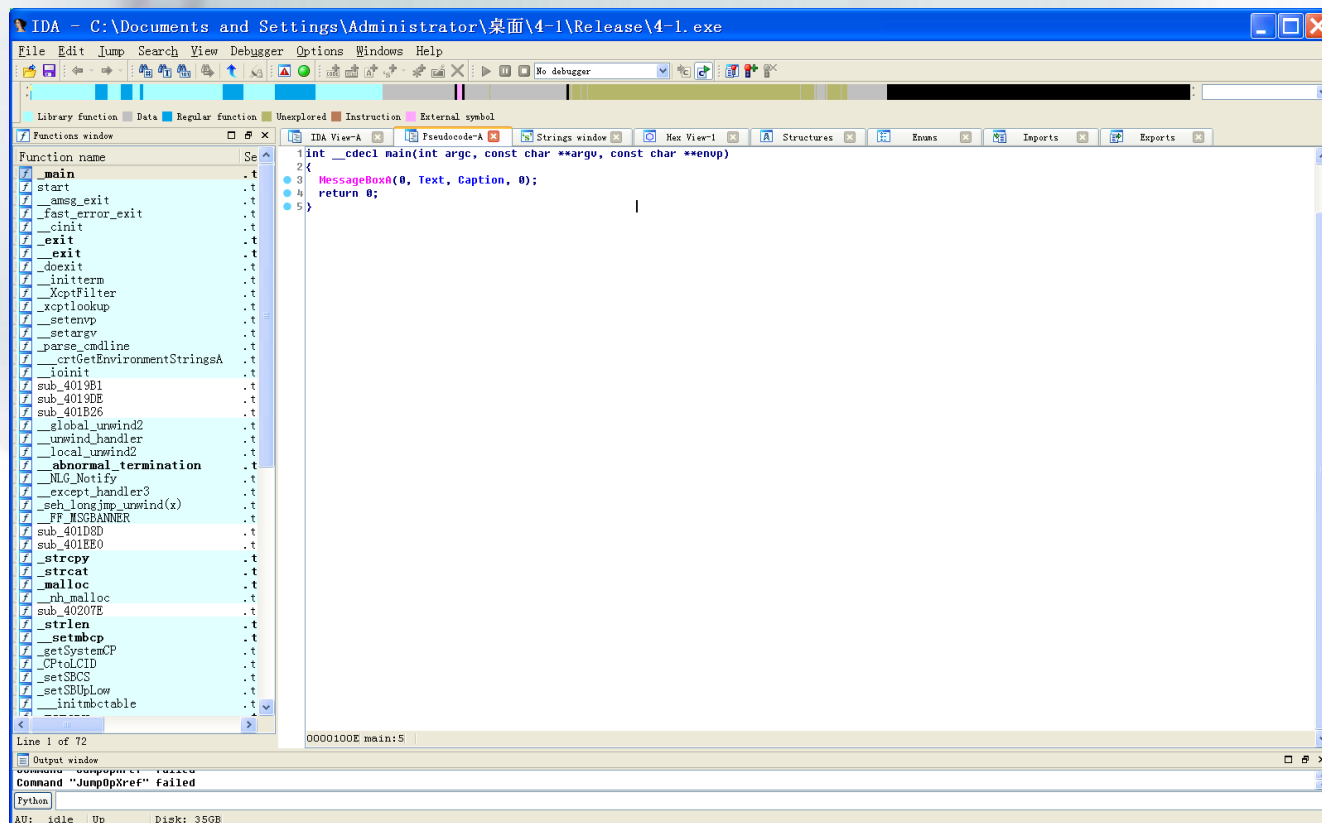 IDA - C:\Documents and Settings\Administrator\桌面\4-1\Release\4-1.exe
File Edit Jump Search View Debugger Options Windows Help
No debugger
Library function Data Regular function Unexplored Instruction External symbol
Functions window
IDA View-A Pseudocode-A Strings window Hex View-1 Structures Enums Imports Exports
Function name Se
_main .t
start .t
__amsg_exit .t
_fast_error_exit .t
__cinit .t
_exit .t
__exit .t
_doexit .t
__initterm .t
__XcptFilter .t
_xcptlookup .t
__setenvp .t
__setargv .t
_parse_cmdline .t
___crtGetEnvironmentStringsA .t
__ioinit .t
sub_4019B1 .t
sub_4019DE .t
sub_401B26 .t
__global_unwind2 .t
__unwind_handler .t
__local_unwind2 .t
__abnormal_termination .t
__NLG_Notify .t
__except_handler3 .t
_seh_longjmp_unwind(x) .t
__FF_MSGBANNER .t
sub_401D8D .t
sub_401EE0 .t
_strcpy .t
_strcat .t
_malloc .t
__nh_malloc .t
sub_40207E .t
_strlen .t
__setmbcp .t
_getSystemCP .t
_CPtoLCID .t
_setSBCS .t
_setSBUpLow .t
___initmbctable .t
Line 1 of 72
1 int __cdecl main(int argc, const char **argv, const char **envp)
2 {
3 MessageBoxA(0, Text, Caption, 0);
4 return 0;
5 }
0000100E main:5
Output window
Command "JumpOpXref" failed
Command "JumpOpXref" failed
Python
AU: idle Up Disk: 35GB